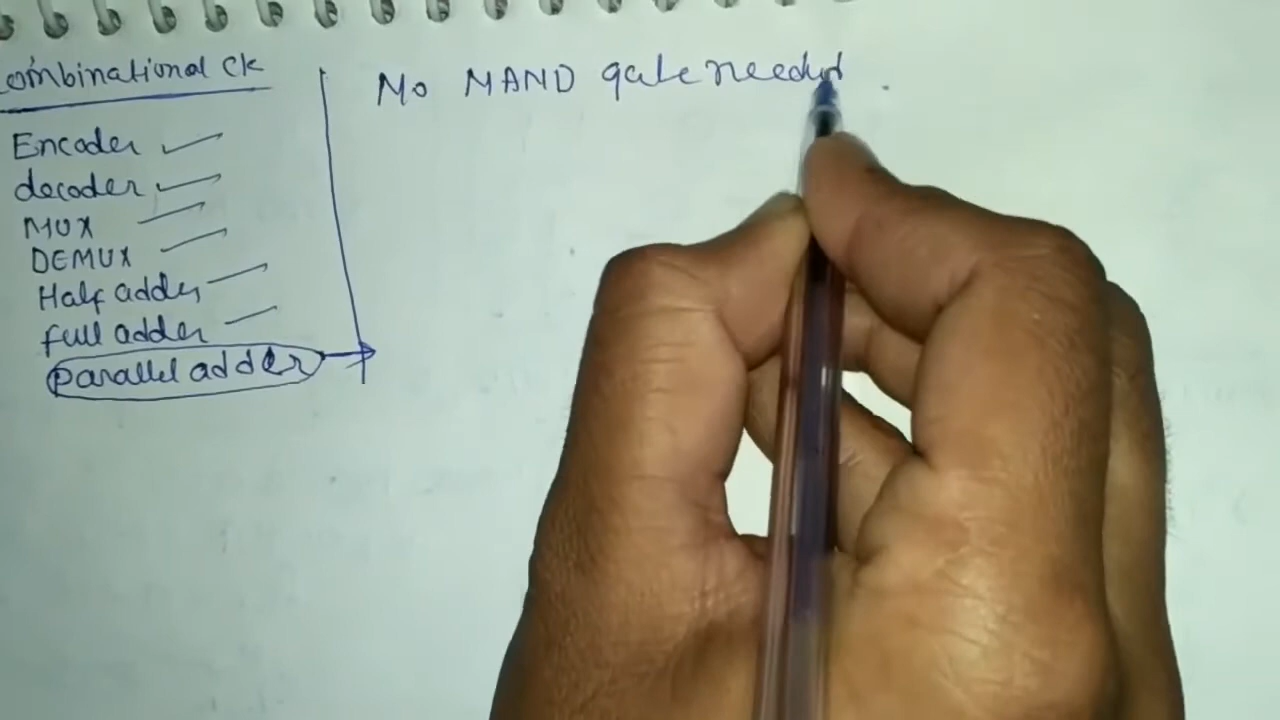 ombinational ck
Encoder
decoder
MUX
DEMUX
Half adder
full adder
parallel adder
No NAND gate needed